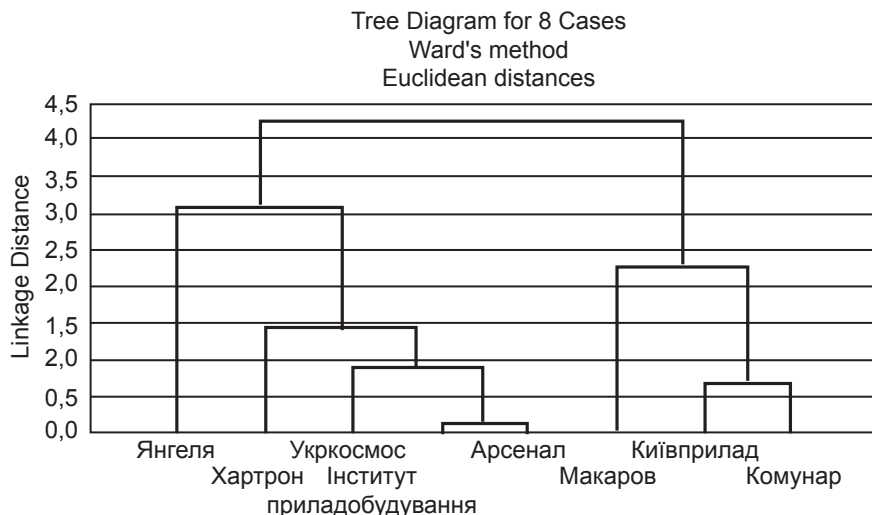 Tree Diagram for 8 Cases
Ward's method
Euclidean distances
Linkage Distance
4,5
4,0
3,5
3,0
2,5
2,0
1,5
2,0
0,5
0,0
Янгеля Укркосмос Арсенал Київприлад
Хартрон Інститут Макаров Комунар
приладобудування